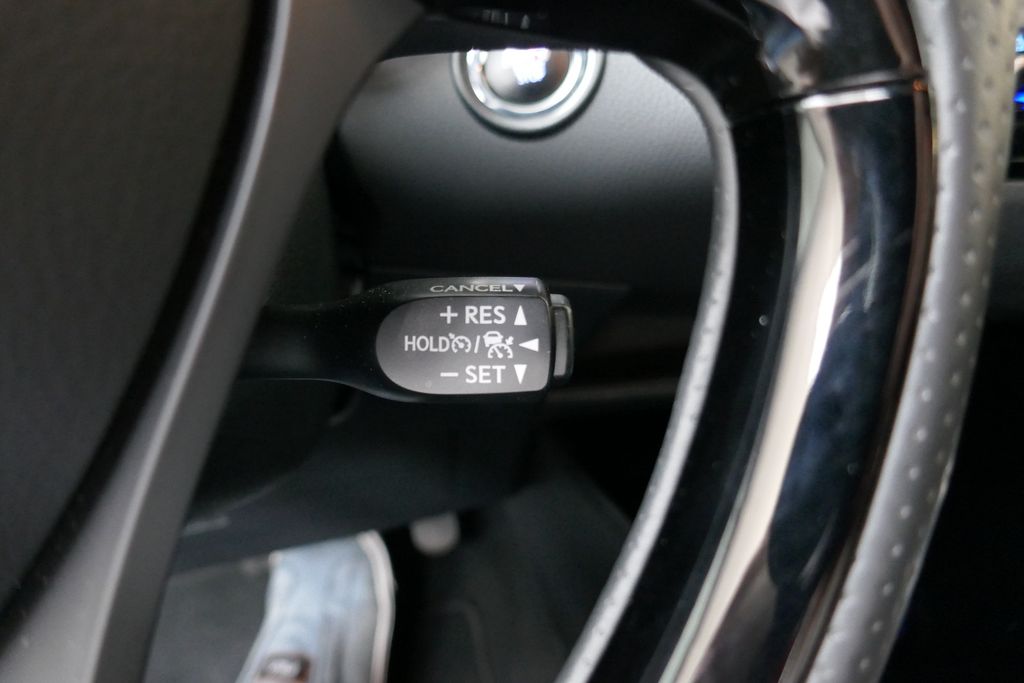 CANCEL▼
+ RES ▲
HOLD / ◀
− SET ▼